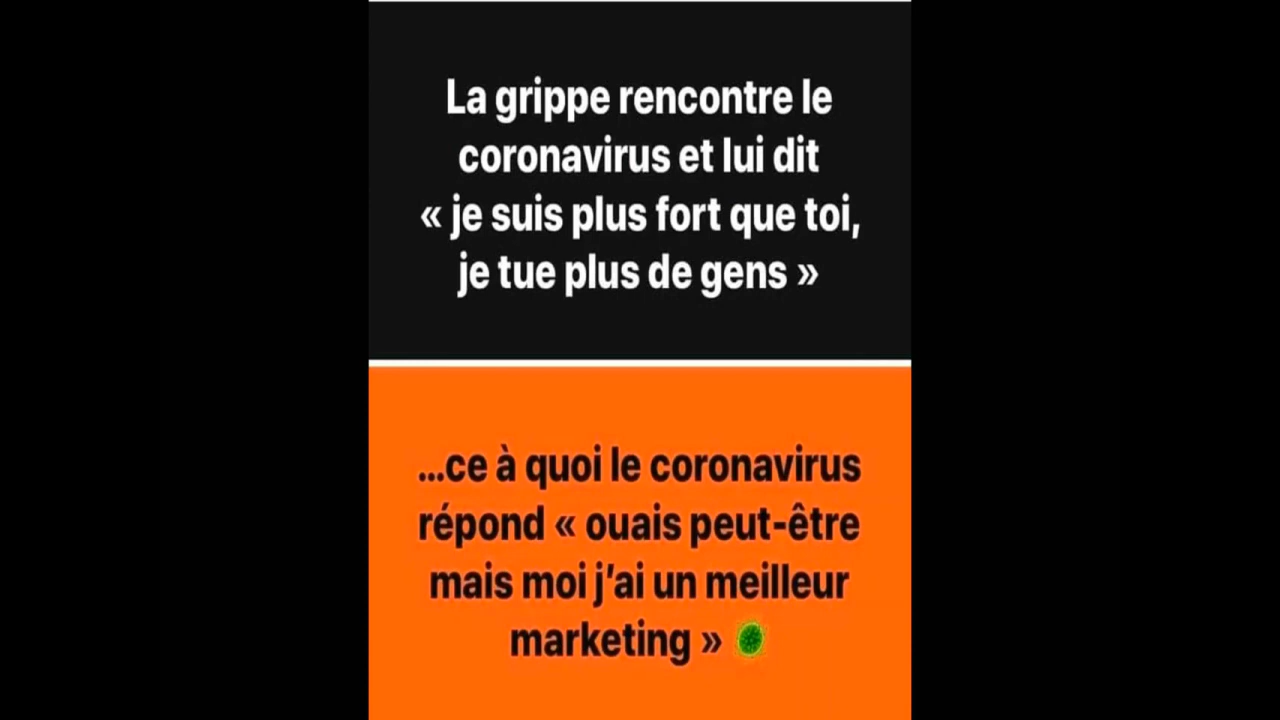 La grippe rencontre le
coronavirus et lui dit
« je suis plus fort que toi,
je tue plus de gens »
...ce à quoi le coronavirus
répond « ouais peut-être
mais moi j’ai un meilleur
marketing »